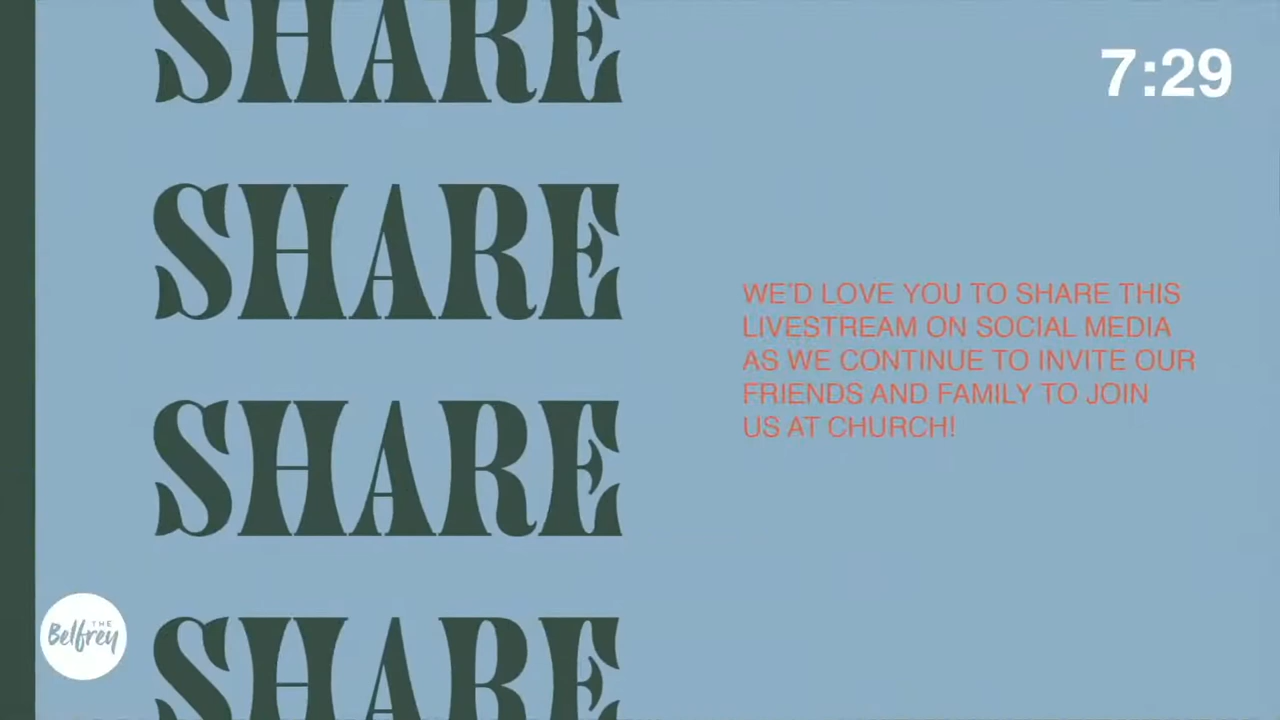 SHARE
7:29
SHARE
WE'D LOVE YOU TO SHARE THIS
LIVESTREAM ON SOCIAL MEDIA
AS WE CONTINUE TO INVITE OUR
FRIENDS AND FAMILY TO JOIN
US AT CHURCH!
SHARE
THE
Belfrey
SHARE